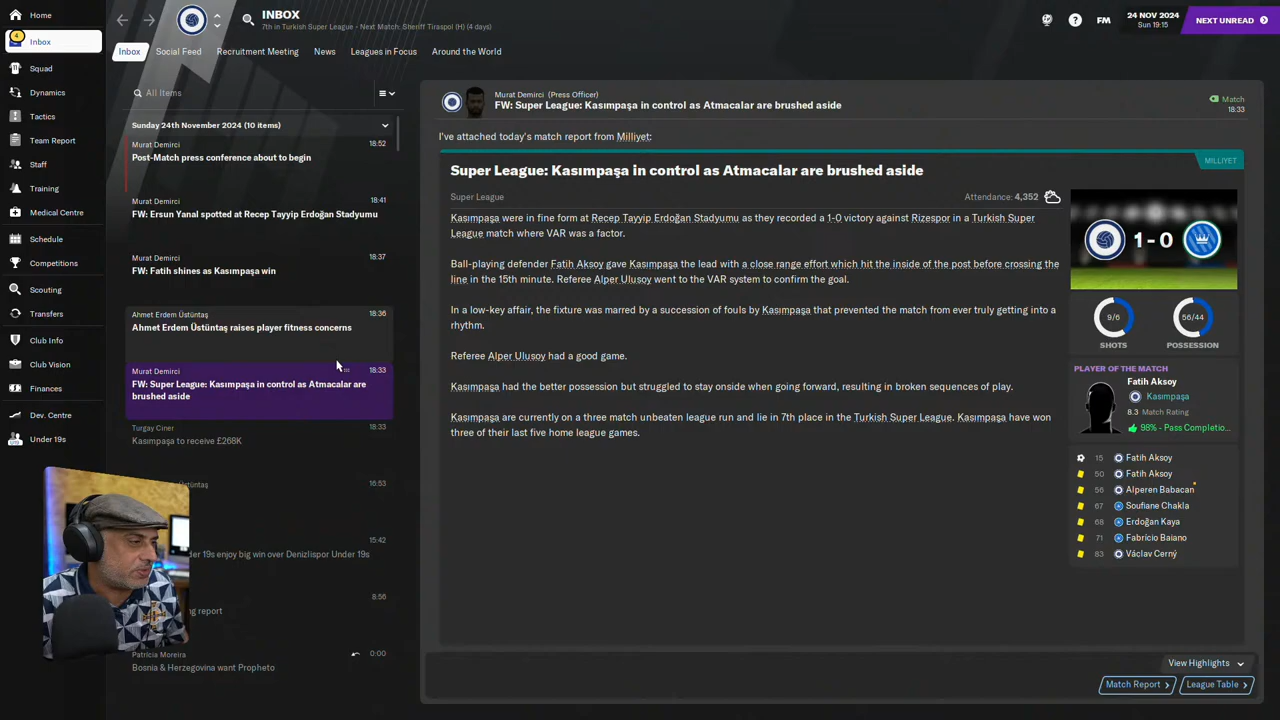 Home
4
Inbox
Squad
Dynamics
Tactics
Team Report
Staff
Training
Medical Centre
Schedule
Competitions
Scouting
Transfers
Club Info
Club Vision
Finances
Dev. Centre
Under 19s
INBOX
7th in Turkish Super League - Next Match: Sheriff Tiraspol (H) (4 days)
FM
24 NOV 2024
Sun 19:15
NEXT UNREAD
Inbox Social Feed Recruitment Meeting News Leagues in Focus Around the World
All Items
Sunday 24th November 2024 (10 items)
Murat Demirci 18:52
Post-Match press conference about to begin
Murat Demirci 18:41
FW: Ersun Yanal spotted at Recep Tayyip Erdoğan Stadyumu
Murat Demirci 18:37
FW: Fatih shines as Kasımpaşa win
Ahmet Erdem Üstüntaş 18:36
Ahmet Erdem Üstüntaş raises player fitness concerns
Murat Demirci 18:33
FW: Super League: Kasımpaşa in control as Atmacalar are
brushed aside
Turgay Ciner 18:33
Kasımpaşa to receive £268K
Üstüntaş 16:53
15:42
der 19s enjoy big win over Denizlispor Under 19s
8:56
ng report
Patrícia Moreira 0:00
Bosnia & Herzegovina want Propheto
Murat Demirci (Press Officer)
FW: Super League: Kasımpaşa in control as Atmacalar are brushed aside
Match
18:33
I've attached today's match report from Milliyet:
MILLIYET
Super League: Kasımpaşa in control as Atmacalar are brushed aside
Super League Attendance: 4,352
Kasımpaşa were in fine form at Recep Tayyip Erdoğan Stadyumu as they recorded a 1-0 victory against Rizespor in a Turkish Super
League match where VAR was a factor.
Ball-playing defender Fatih Aksoy gave Kasımpaşa the lead with a close range effort which hit the inside of the post before crossing the
line in the 15th minute. Referee Alper Ulusoy went to the VAR system to confirm the goal.
In a low-key affair, the fixture was marred by a succession of fouls by Kasımpaşa that prevented the match from ever truly getting into a
rhythm.
Referee Alper Ulusoy had a good game.
Kasımpaşa had the better possession but struggled to stay onside when going forward, resulting in broken sequences of play.
Kasımpaşa are currently on a three match unbeaten league run and lie in 7th place in the Turkish Super League. Kasımpaşa have won
three of their last five home league games.
1-0
9/6
SHOTS
56/44
POSSESSION
PLAYER OF THE MATCH
Fatih Aksoy
Kasımpaşa
8.3 Match Rating
98% - Pass Completio...
15 Fatih Aksoy
50 Fatih Aksoy
56 Alperen Babacan
67 Soufiane Chakla
68 Erdoğan Kaya
71 Fabrício Baiano
83 Václav Černý
View Highlights
Match Report
League Table